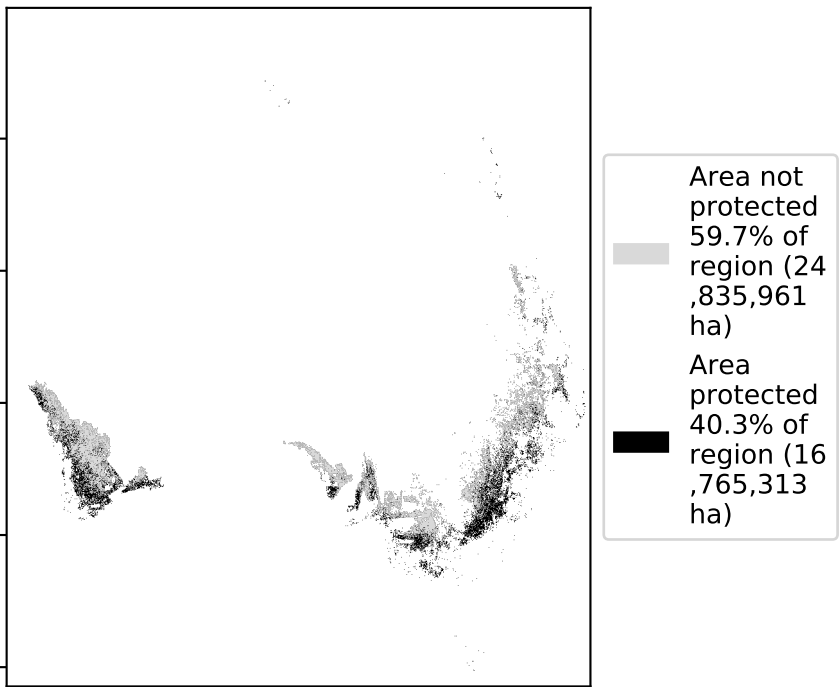 Area not
protected
59.7% of
region (24
,835,961
ha)
Area
protected
40.3% of
region (16
,765,313
ha)